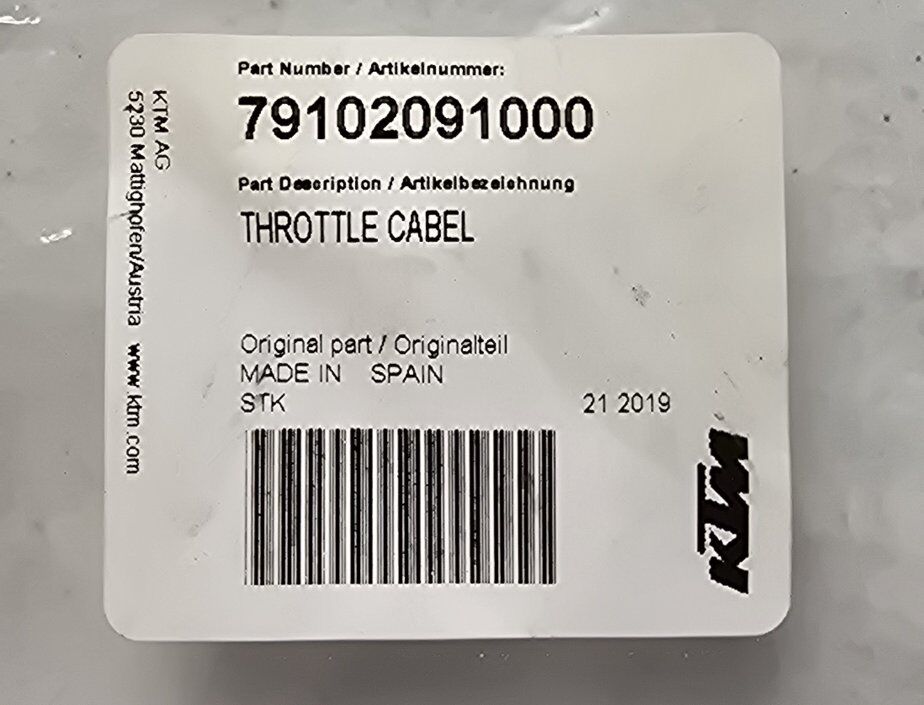 Part Number / Artikelnummer:
79102091000
Part Description / Artikelbezeichnung
THROTTLE CABEL
Original part / Originalteil
MADE IN SPAIN
STK 21 2019
KTM
KTM AG
5230 Mattighofen/Austria www.ktm.com